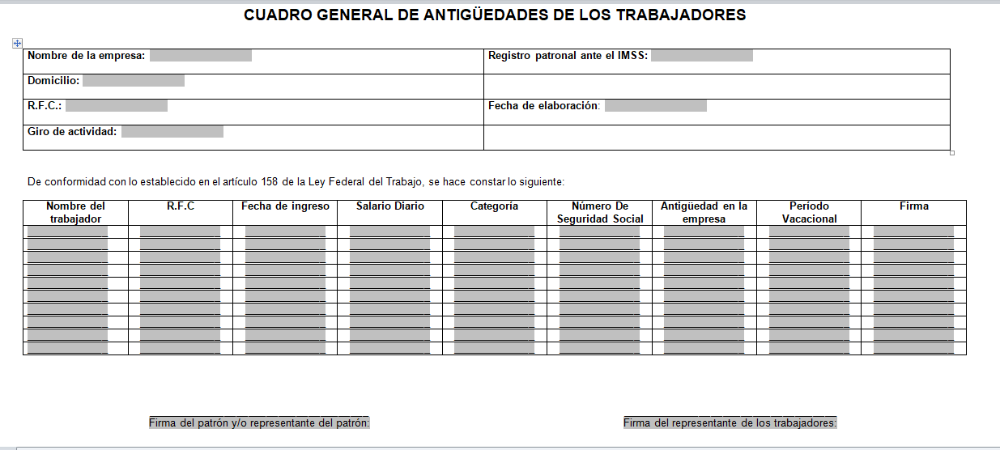 CUADRO GENERAL DE ANTIGÜEDADES DE LOS TRABAJADORES
Nombre de la empresa:
Registro patronal ante el IMSS:
Domicilio:
R.F.C.:
Fecha de elaboración:
Giro de actividad:
De conformidad con lo establecido en el artículo 158 de la Ley Federal del Trabajo, se hace constar lo siguiente:
Nombre del trabajador
R.F.C
Fecha de ingreso
Salario Diario
Categoría
Número De Seguridad Social
Antigüedad en la empresa
Período Vacacional
Firma
Firma del patrón y/o representante del patrón:
Firma del representante de los trabajadores: